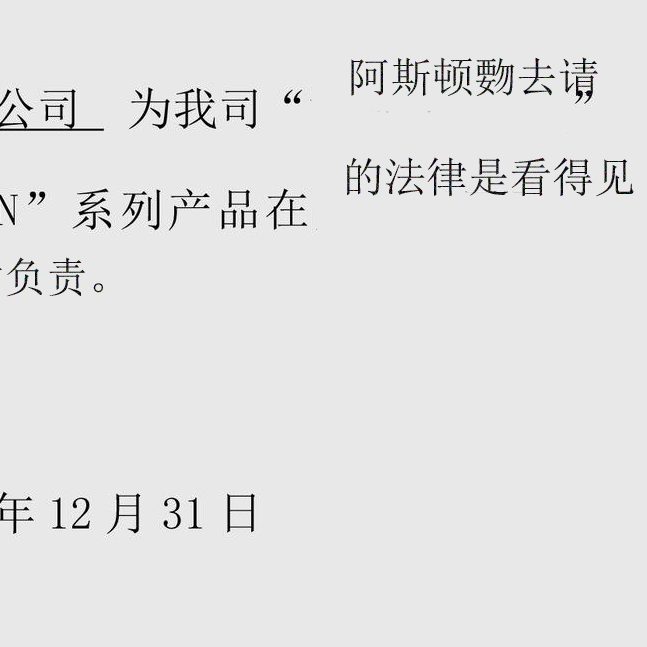 公司 为我司“ 阿斯顿覅去请”
N”系列产品在 的法律是看得见
负责。
年 12 月 31 日